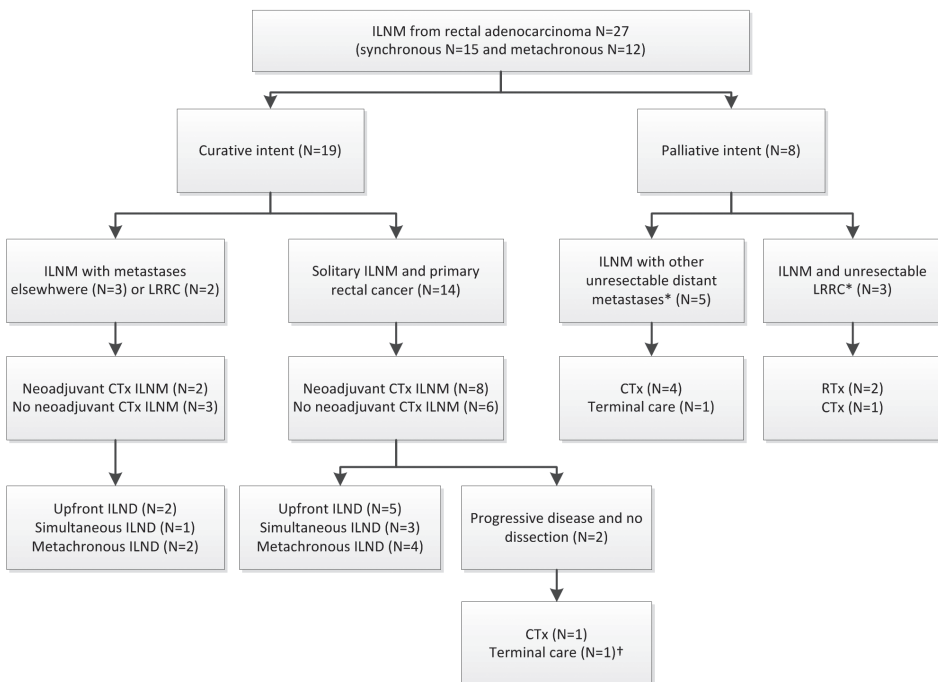 ILNM from rectal adenocarcinoma N=27
(synchronous N=15 and metachronous N=12)
Curative intent (N=19)
Palliative intent (N=8)
ILNM with metastases
elsewhwere (N=3) or LRRC (N=2)
Solitary ILNM and primary
rectal cancer (N=14)
ILNM with other
unresectable distant
metastases* (N=5)
ILNM and unresectable
LRRC* (N=3)
Neoadjuvant CTx ILNM (N=2)
No neoadjuvant CTx ILNM (N=3)
Neoadjuvant CTx ILNM (N=8)
No neoadjuvant CTx ILNM (N=6)
CTx (N=4)
Terminal care (N=1)
RTx (N=2)
CTx (N=1)
Upfront ILND (N=2)
Simultaneous ILND (N=1)
Metachronous ILND (N=2)
Upfront ILND (N=5)
Simultaneous ILND (N=3)
Metachronous ILND (N=4)
Progressive disease and no
dissection (N=2)
CTx (N=1)
Terminal care (N=1)†